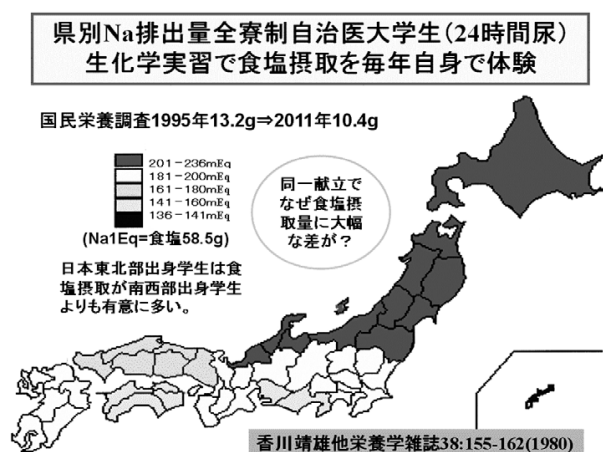 県別Na排出量全寮制自治医大学生(24時間尿)
生化学実習で食塩摂取を毎年自身で体験
国民栄養調査1995年13.2g⇒2011年10.4g
201-236mEq
181-200mEq
161-180mEq
141-160mEq
136-141mEq
(Na1Eq=食塩58.5g)
同一献立で
なぜ食塩摂
取量に大幅
な差が?
日本東北部出身学生は食
塩摂取が南西部出身学生
よりも有意に多い。
香川靖雄他栄養学雑誌38:155-162(1980)